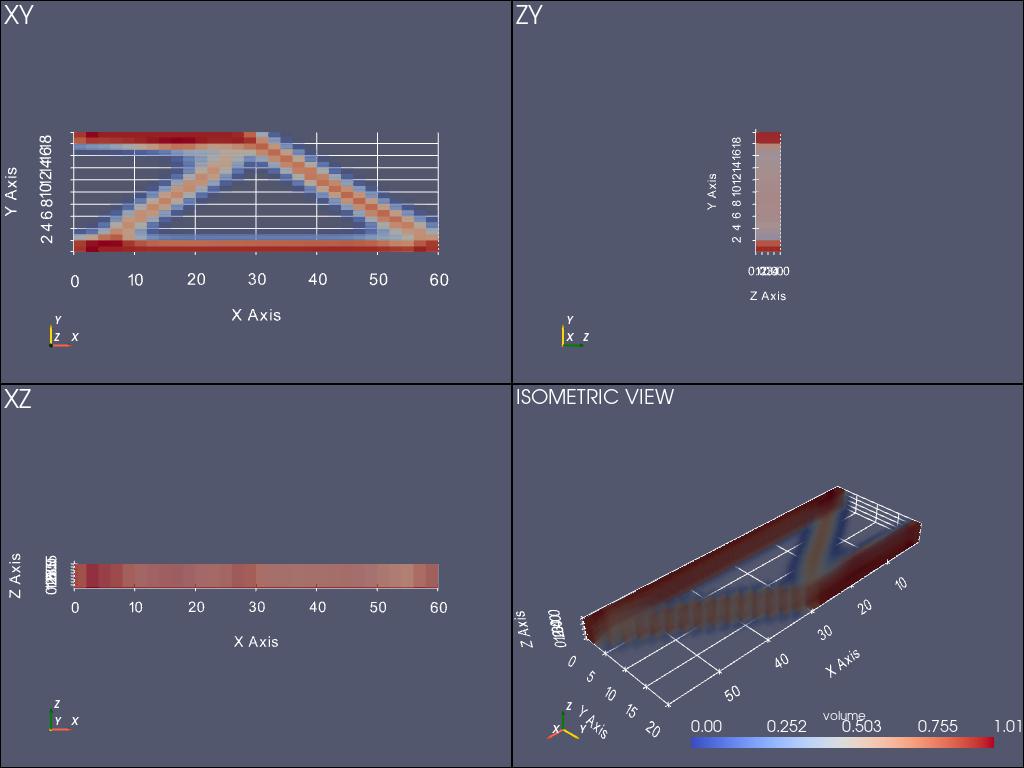 XY
Y Axis
2 4 6 8 10 12 14 16 18
0 10 20 30 40 50 60
X Axis
Y
Z X
ZY
Y Axis
2 4 6 8 10 12 14 16 18
Z Axis
Y
X Z
XZ
Z Axis
0 10 20 30 40 50 60
X Axis
Z
Y X
ISOMETRIC VIEW
Z Axis
0 5 10 15 20
Y Axis
50 40 30 20 10
X Axis
Z
X Y
volume
0.00 0.252 0.503 0.755 1.01